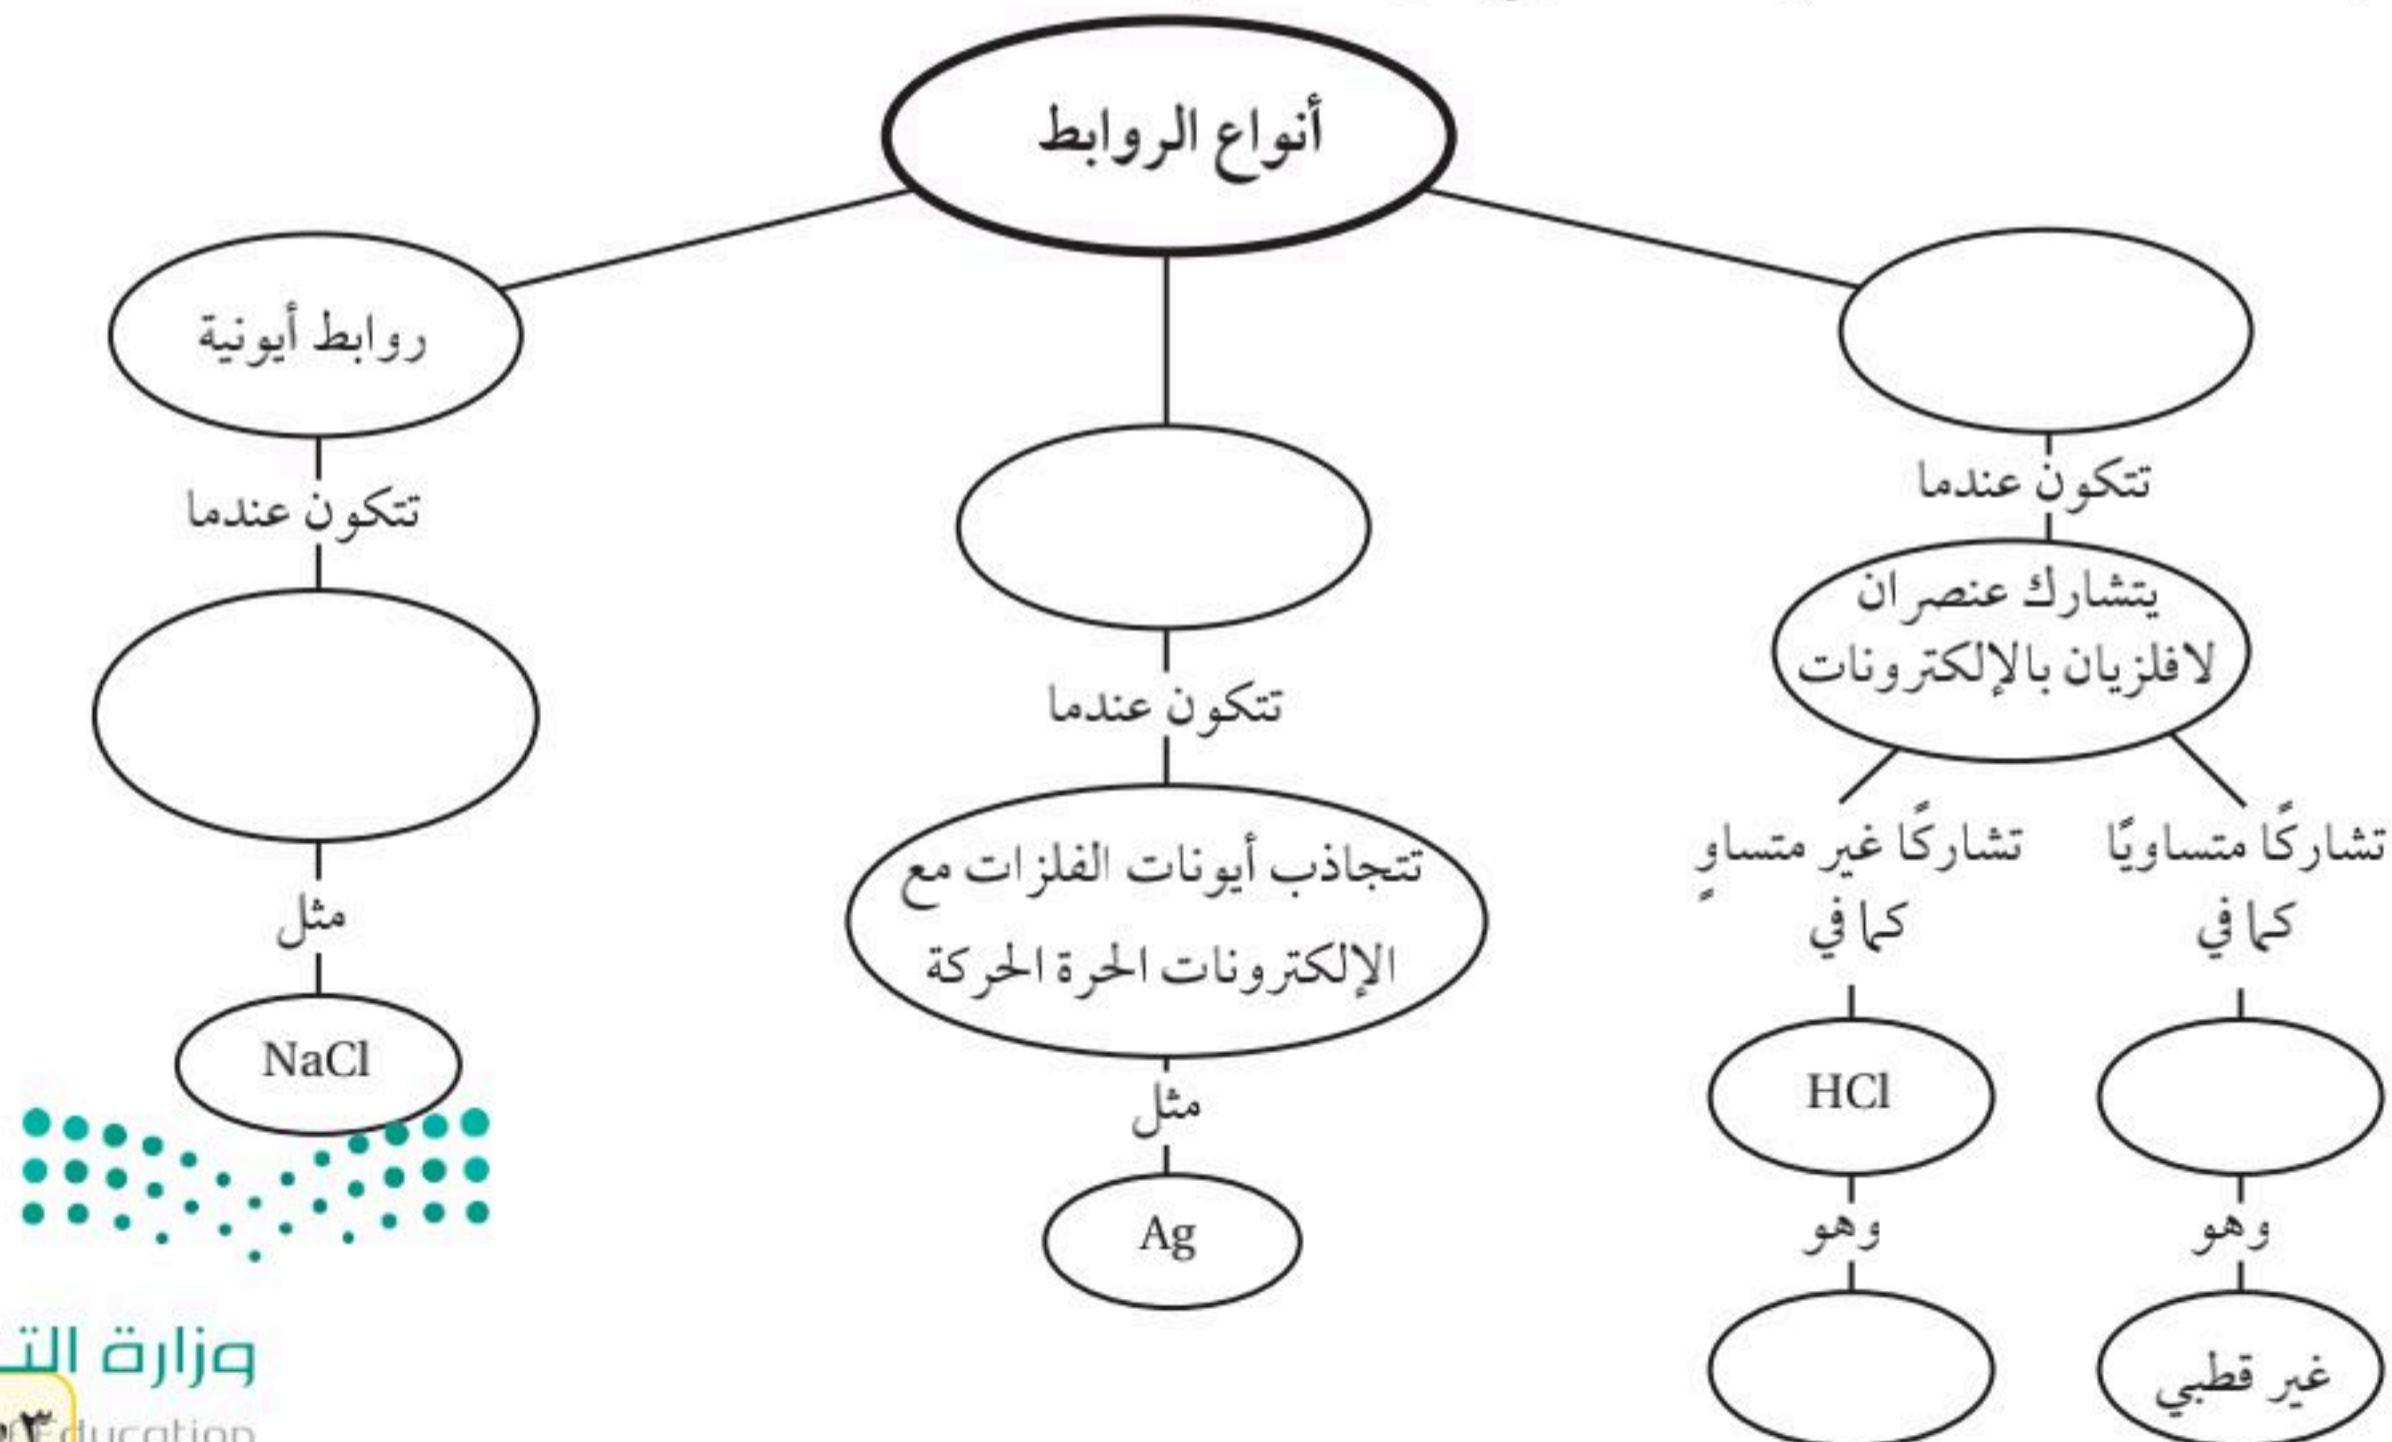 أنواع الروابط
تتكون عندما
يتشارك عنصران
لافلزيان بالإلكترونات
تشاركًا متساويًا
كما في
وهو
غير قطبي
تشاركًا غير متساوٍ
كما في
HCl
وهو
تتكون عندما
تتجاذب أيونات الفلزات مع
الإلكترونات الحرة الحركة
مثل
Ag
روابط أيونية
تتكون عندما
مثل
NaCl
وزارة